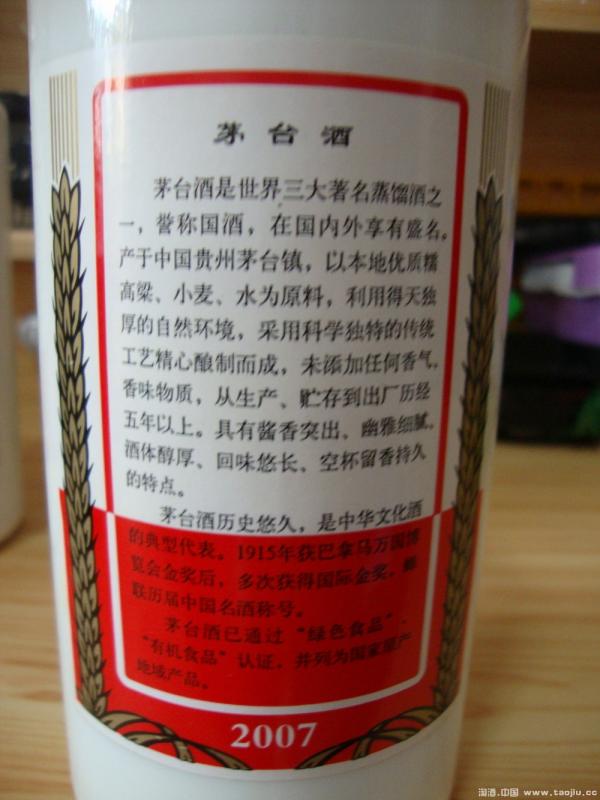 茅台酒
茅台酒是世界三大著名蒸馏酒之
一，誉称国酒，在国内外享有盛名。
产于中国贵州茅台镇，以本地优质糯
高粱、小麦、水为原料，利用得天独
厚的自然环境，采用科学独特的传统
工艺精心酿制而成，未添加任何香气、
香味物质，从生产、贮存到出厂历经
五年以上。具有酱香突出、幽雅细腻、
酒体醇厚、回味悠长、空杯留香持久
的特点。
茅台酒历史悠久，是中华文化酒
的典型代表。1915年获巴拿马万国博
览会金奖后，多次获得国际金奖，蝉
联历届中国名酒称号。
茅台酒已通过“绿色食品”、
“有机食品”认证，并列为国家原产
地域产品。
2007
淘酒.中国 www.taojiu.cc